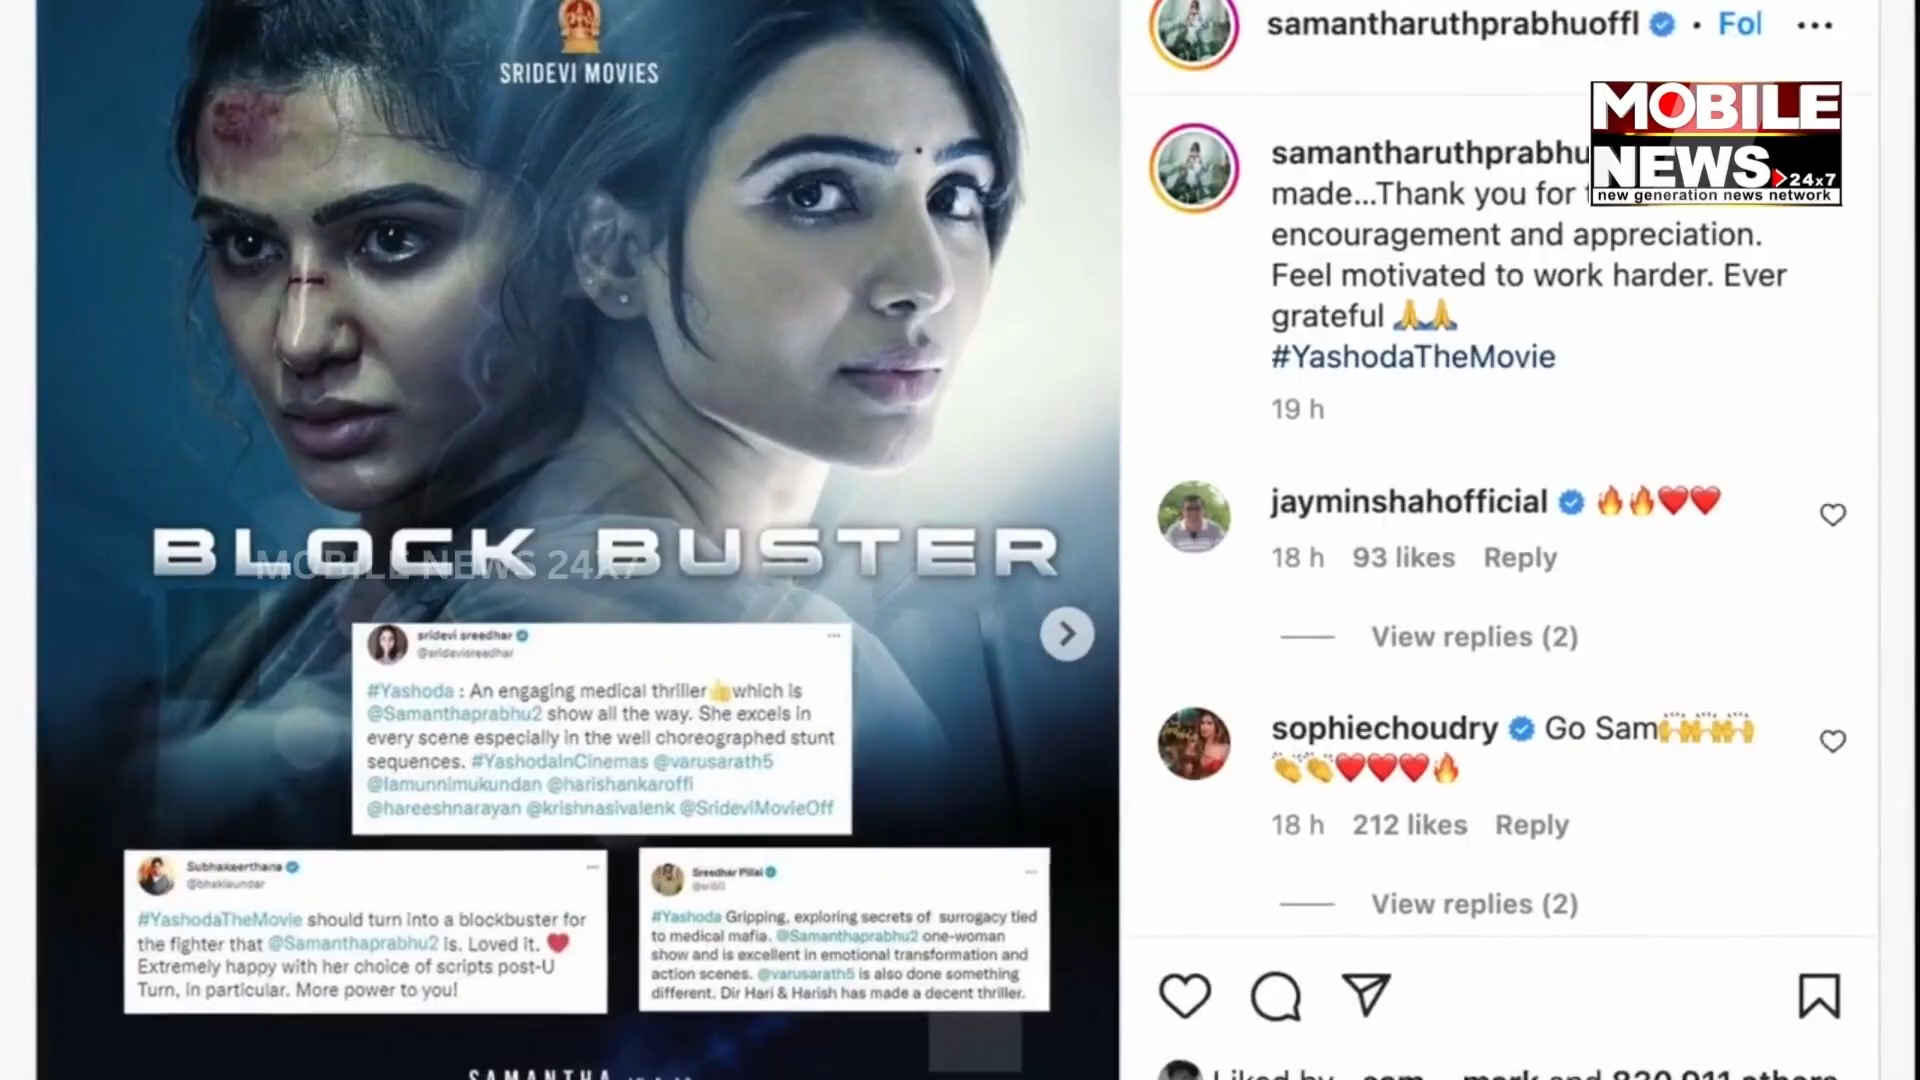 SRIDEVI MOVIES
BLOCK BUSTER
MOBILE NEWS 24X7
sridevi sreedhar
@sridevisreedhar
#Yashoda : An engaging medical thriller👍which is
@Samanthaprabhu2 show all the way. She excels in
every scene especially in the well choreographed stunt
sequences. #YashodaInCinemas @varusarath5
@Iamunnimukundan @harishankaroffi
@hareeshnarayan @krishnasivalenk @SrideviMovieOff
Subhakeerthana
@bhakisundar
#YashodaTheMovie should turn into a blockbuster for
the fighter that @Samanthaprabhu2 is. Loved it. ❤️
Extremely happy with her choice of scripts post-U
Turn, in particular. More power to you!
Sreedhar Pillai
#Yashoda Gripping, exploring secrets of surrogacy tied
to medical mafia. @Samanthaprabhu2 one-woman
show and is excellent in emotional transformation and
action scenes. @varusarath5 is also done something
different. Dir Hari & Harish has made a decent thriller.
SAMANTHA
samantharuthprabhuoffl • Fol ...
MOBILE
NEWS 24x7
new generation news network
samantharuthprabhu
made...Thank you for
encouragement and appreciation.
Feel motivated to work harder. Ever
grateful 🙏🙏
#YashodaTheMovie
19 h
jayminshahofficial 🔥🔥❤️❤️
18 h 93 likes Reply
View replies (2)
sophiechoudry Go Sam🙌🙌🙌
👏👏❤️❤️❤️🔥
18 h 212 likes Reply
View replies (2)
Liked by and 830,911 others